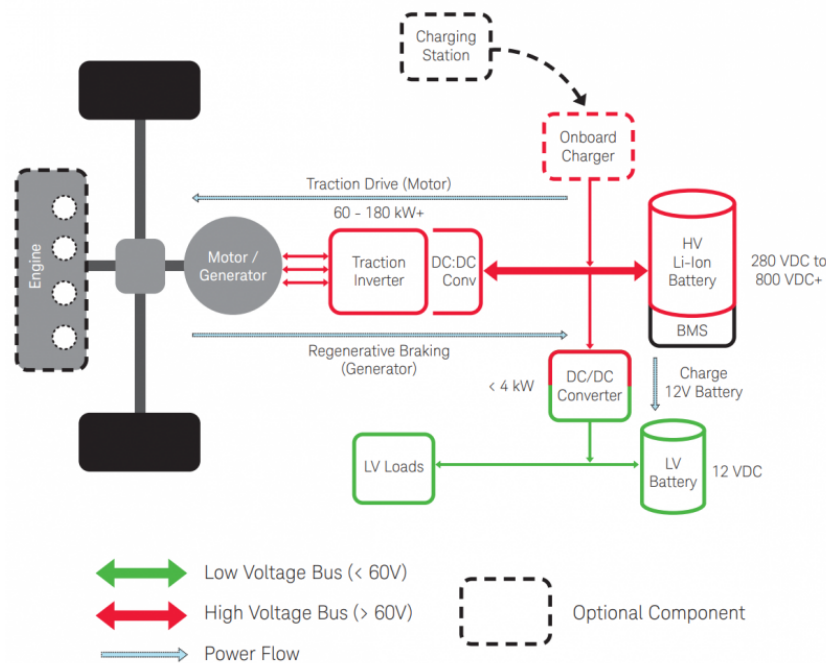 Charging
Station
Onboard
Charger
Traction Drive (Motor)
60 - 180 kW+
Engine
Motor /
Generator
Traction
Inverter
DC:DC
Conv
HV
Li-Ion
Battery
BMS
280 VDC to
800 VDC+
Regenerative Braking
(Generator)
< 4 kW
DC/DC
Converter
Charge
12V Battery
LV Loads
LV
Battery
12 VDC
Low Voltage Bus (< 60V)
High Voltage Bus (> 60V)
Power Flow
Optional Component